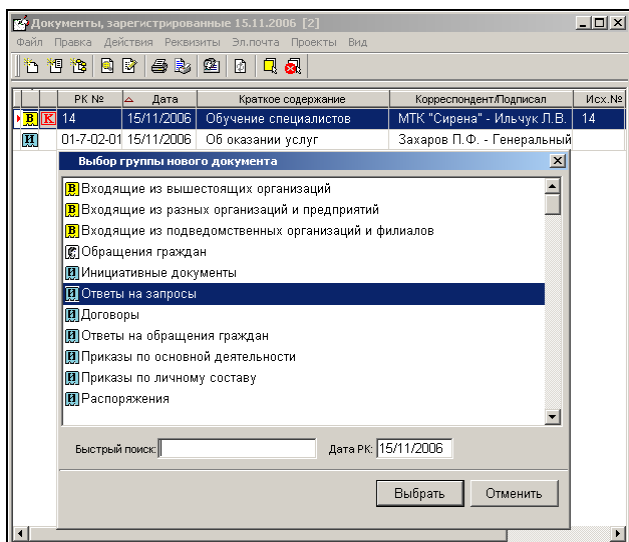 Документы, зарегистрированные 15.11.2006 [2]
Файл Правка Действия Реквизиты Эл.почта Проекты Вид
РК № Дата Краткое содержание Корреспондент/Подписал Исх.№
В К 14 15/11/2006 Обучение специалистов МТК "Сирена" - Ильчук Л.В. 14
И 01-7-02-01 15/11/2006 Об оказании услуг Захаров П.Ф. - Генеральный
Выбор группы нового документа
В Входящие из вышестоящих организаций
В Входящие из разных организаций и предприятий
В Входящие из подведомственных организаций и филиалов
Обращения граждан
И Инициативные документы
И Ответы на запросы
И Договоры
И Ответы на обращения граждан
И Приказы по основной деятельности
И Приказы по личному составу
И Распоряжения
Быстрый поиск: Дата РК: 15/11/2006
Выбрать Отменить